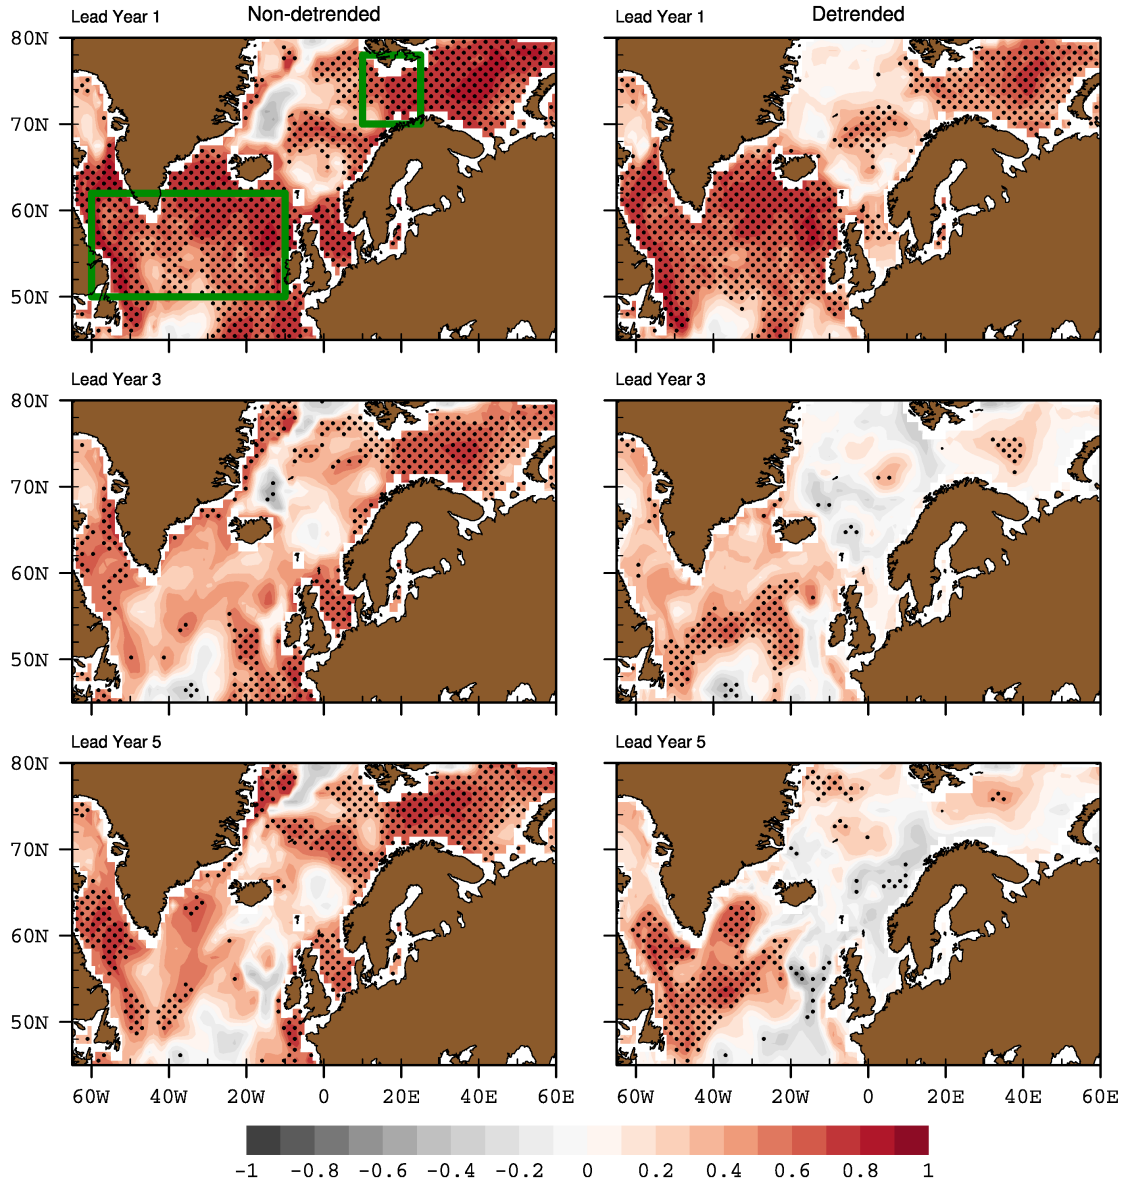 Non-detrended Detrended
Lead Year 1 Lead Year 1
80N
70N
60N
50N
Lead Year 3 Lead Year 3
80N
70N
60N
50N
Lead Year 5 Lead Year 5
80N
70N
60N
50N
60W 40W 20W 0 20E 40E 60E 60W 40W 20W 0 20E 40E 60E
-1 -0.8 -0.6 -0.4 -0.2 0 0.2 0.4 0.6 0.8 1